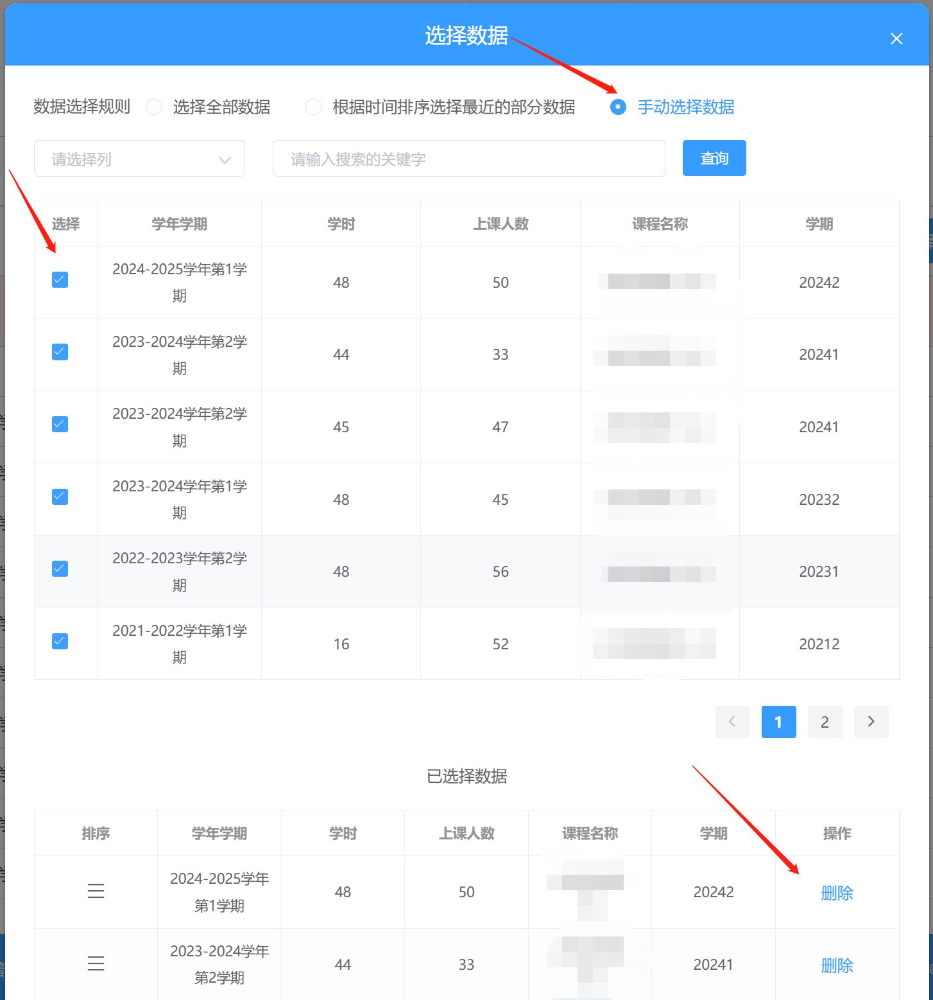 选择数据
数据选择规则 选择全部数据 根据时间排序选择最近的部分数据 手动选择数据
请选择列 请输入搜索的关键字 查询
选择 学年学期 学时 上课人数 课程名称 学期
2024-2025学年第1学期 48 50 20242
2023-2024学年第2学期 44 33 20241
2023-2024学年第2学期 45 47 20241
2023-2024学年第1学期 48 45 20232
2022-2023学年第2学期 48 56 20231
2021-2022学年第1学期 16 52 20212
1 2
已选择数据
排序 学年学期 学时 上课人数 课程名称 学期 操作
2024-2025学年第1学期 48 50 20242 删除
2023-2024学年第2学期 44 33 20241 删除